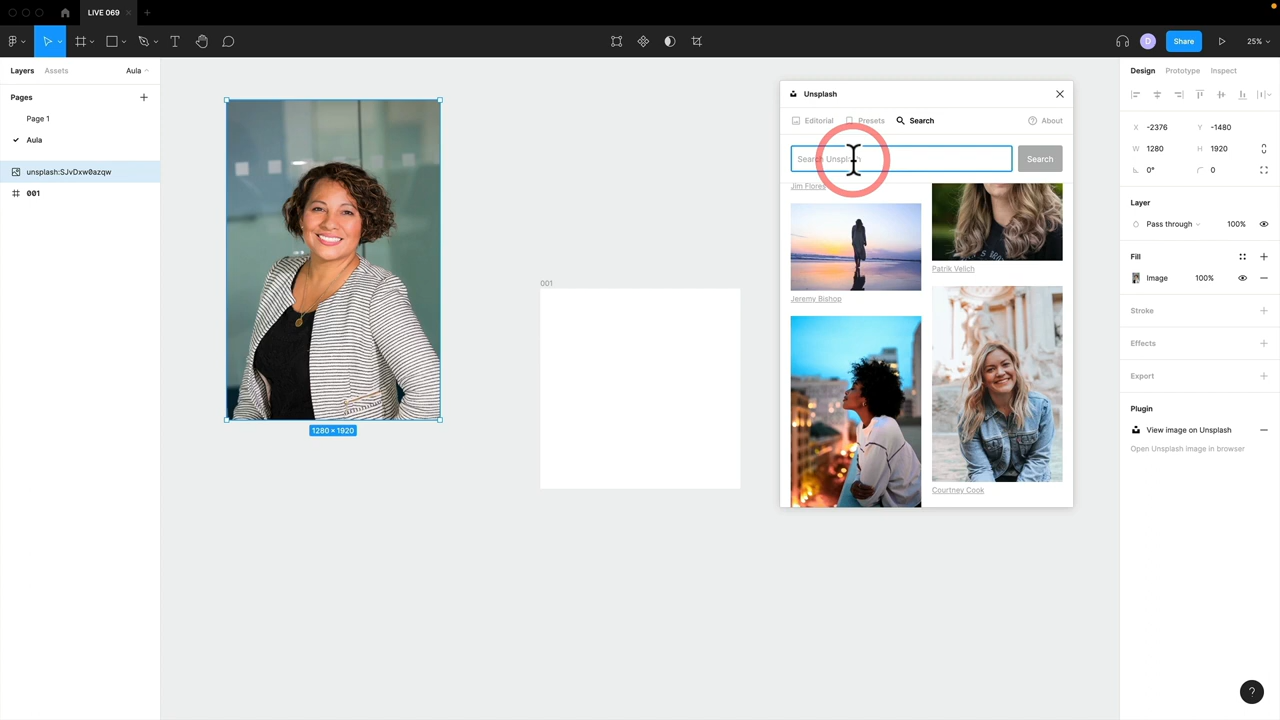 LIVE 069
Share
25%
Layers
Assets
Aula
Pages
Page 1
Aula
unsplash:SJvDxw0azqw
001
1280 × 1920
001
Unsplash
Editorial
Presets
Search
About
Search Unsplash
Search
Jim Flores
Patrik Velich
Jeremy Bishop
Courtney Cook
Design
Prototype
Inspect
X -2376 Y -1480
W 1280 H 1920
0° 0
Layer
Pass through 100%
Fill
Image 100%
Stroke
Effects
Export
Plugin
View image on Unsplash
Open Unsplash image in browser
D
?